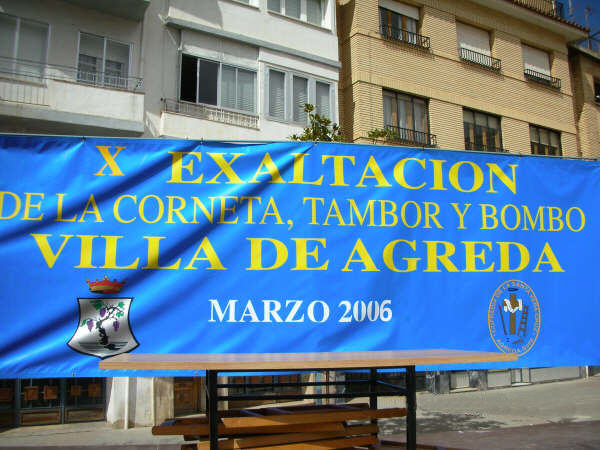 X EXALTACION
DE LA CORNETA, TAMBOR Y BOMBO
VILLA DE AGREDA
MARZO 2006